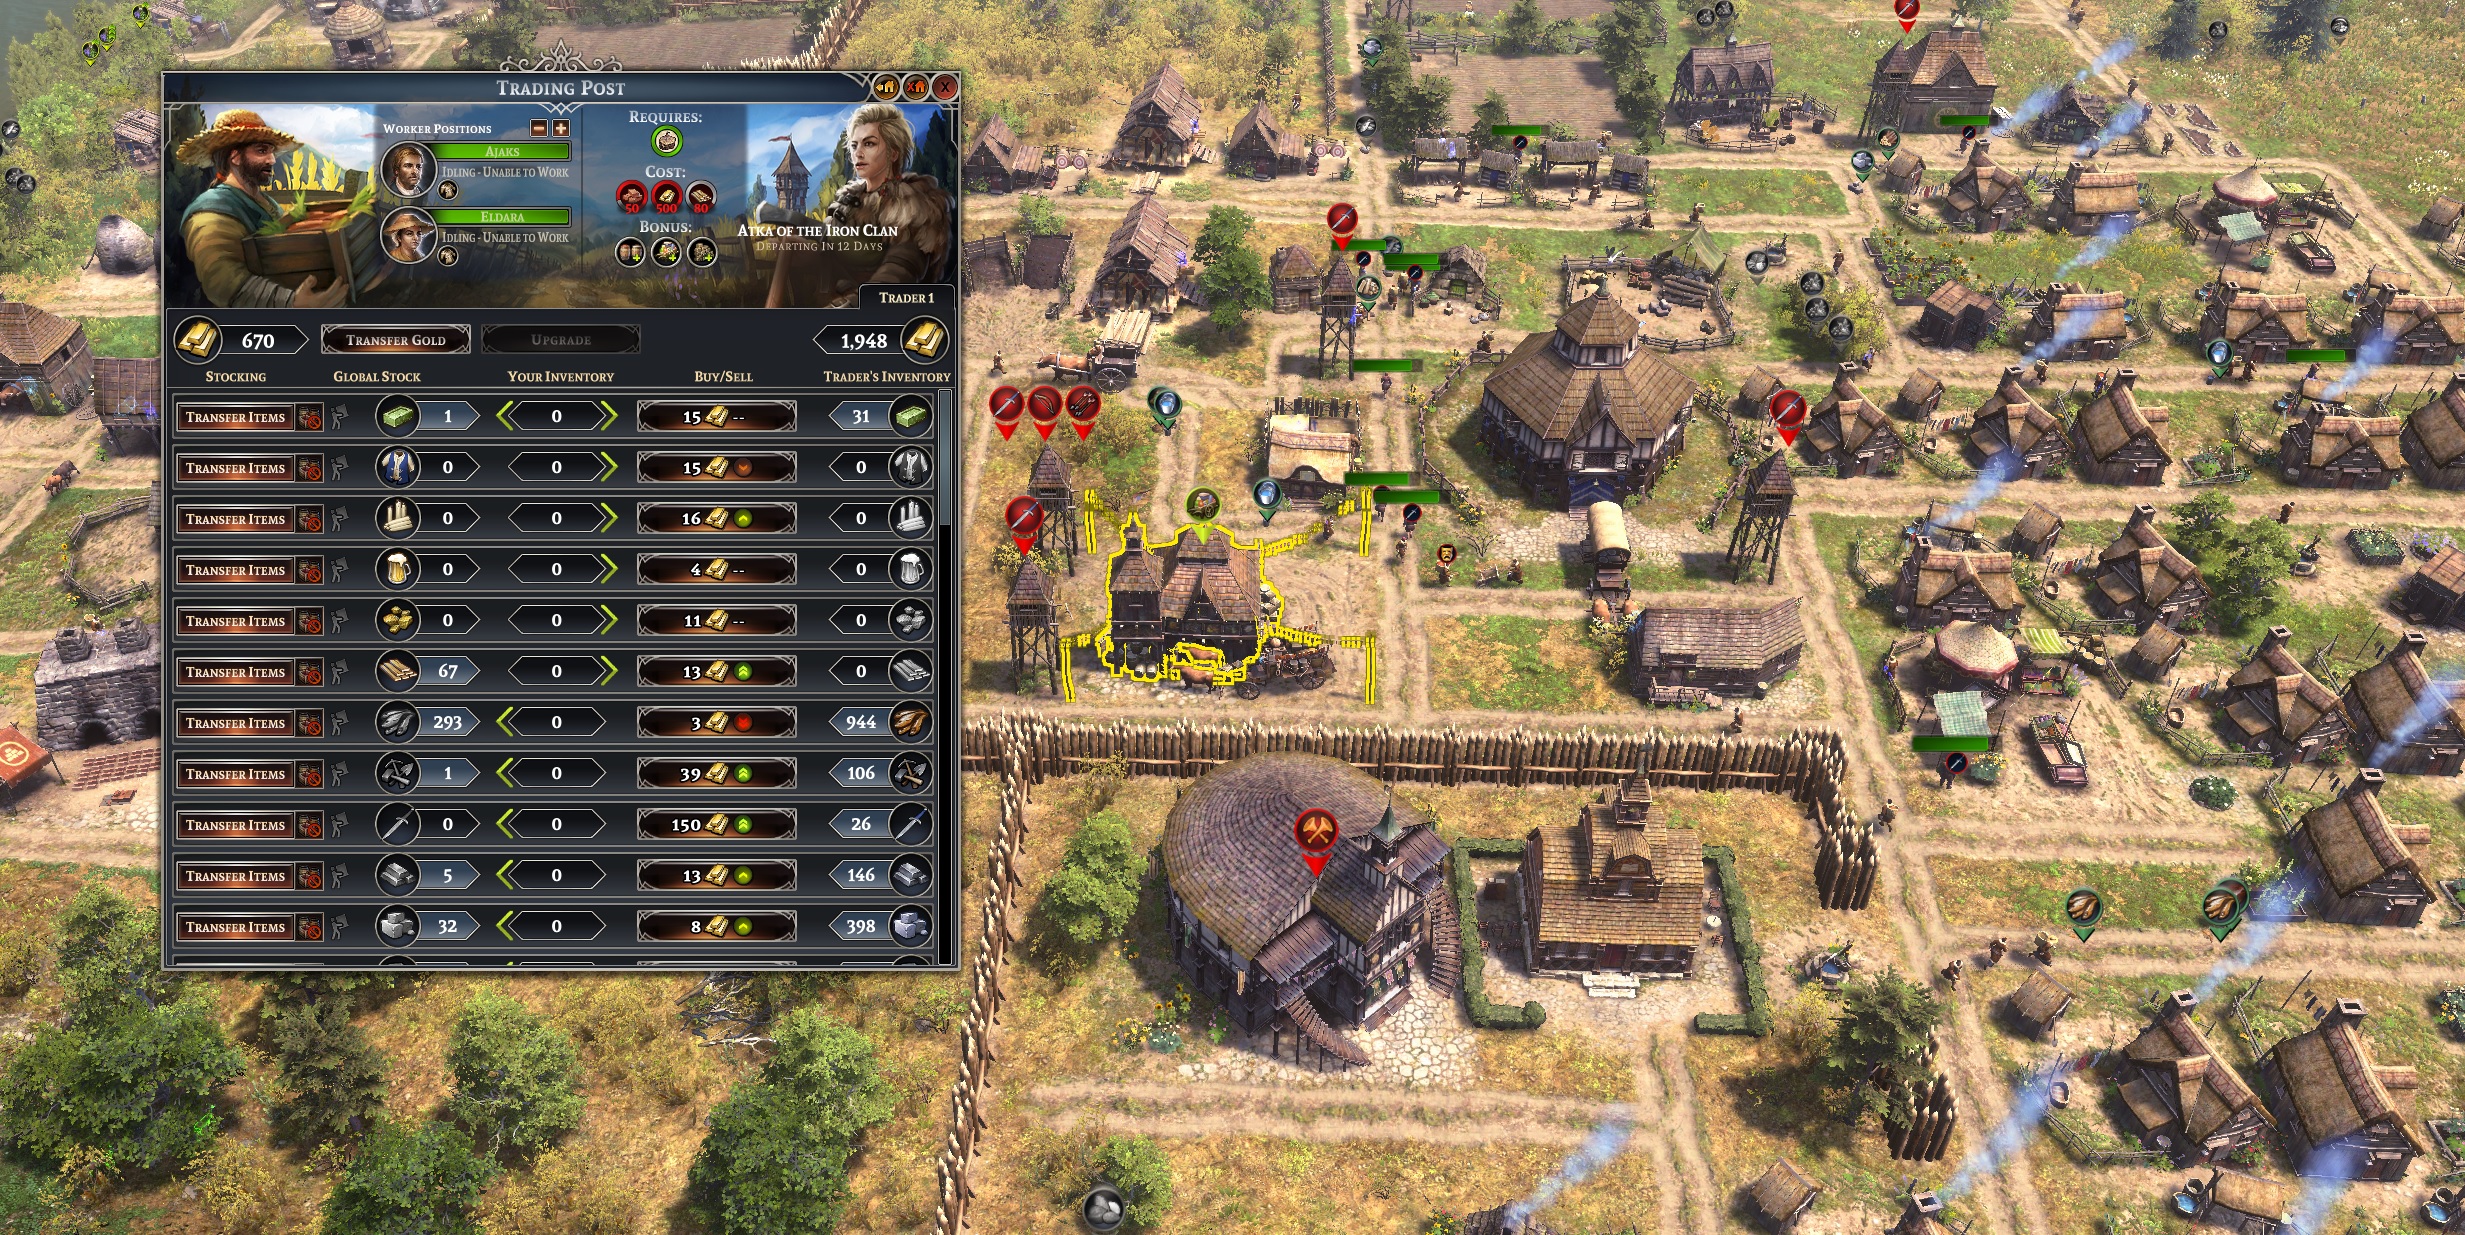 Trading Post
Worker Positions
Ajaks
Idling - Unable to Work
Eldara
Idling - Unable to Work
Requires:
Cost:
50 500 80
Bonus:
Atka of the Iron Clan
Departing in 12 Days
Trader 1
670 Transfer Gold Upgrade 1,948
Stocking Global Stock Your Inventory Buy/Sell Trader's Inventory
Transfer Items 1 0 15 -- 31
Transfer Items 0 0 15 0
Transfer Items 0 0 16 0
Transfer Items 0 0 4 -- 0
Transfer Items 0 0 11 -- 0
Transfer Items 67 0 13 0
Transfer Items 293 0 3 944
Transfer Items 1 0 39 106
Transfer Items 0 0 150 26
Transfer Items 5 0 13 146
Transfer Items 32 0 8 398